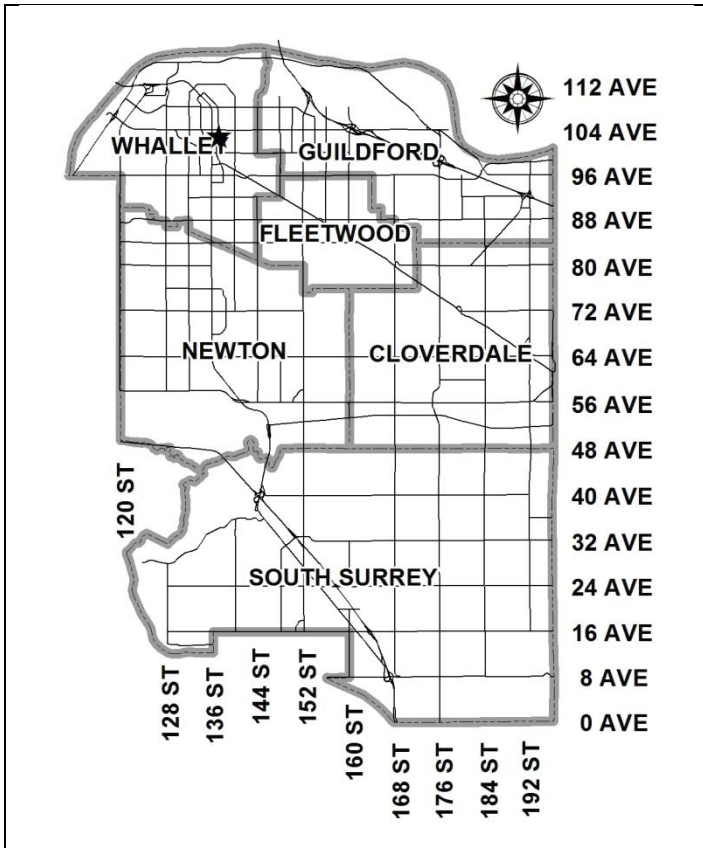 112 AVE
104 AVE
WHALLEY
GUILDFORD
96 AVE
88 AVE
FLEETWOOD
80 AVE
72 AVE
NEWTON
CLOVERDALE
64 AVE
56 AVE
48 AVE
120 ST
40 AVE
32 AVE
SOUTH SURREY
24 AVE
16 AVE
128 ST
136 ST
144 ST
152 ST
160 ST
168 ST
176 ST
184 ST
192 ST
8 AVE
0 AVE